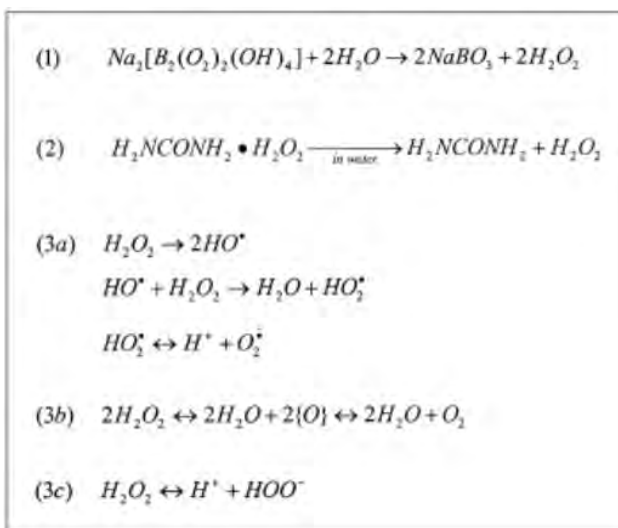 (1) Na₂[B₂(O₂)₂(OH)₄]+2H₂O→2NaBO₃+2H₂O₂
(2) H₂NCONH₂•H₂O₂ →(in water) H₂NCONH₂+H₂O₂
(3a) H₂O₂→2HO•
HO•+H₂O₂→H₂O+HO₂•
HO₂•↔H⁺+O₂•̄
(3b) 2H₂O₂↔2H₂O+2{O}↔2H₂O+O₂
(3c) H₂O₂↔H⁺+HOO⁻